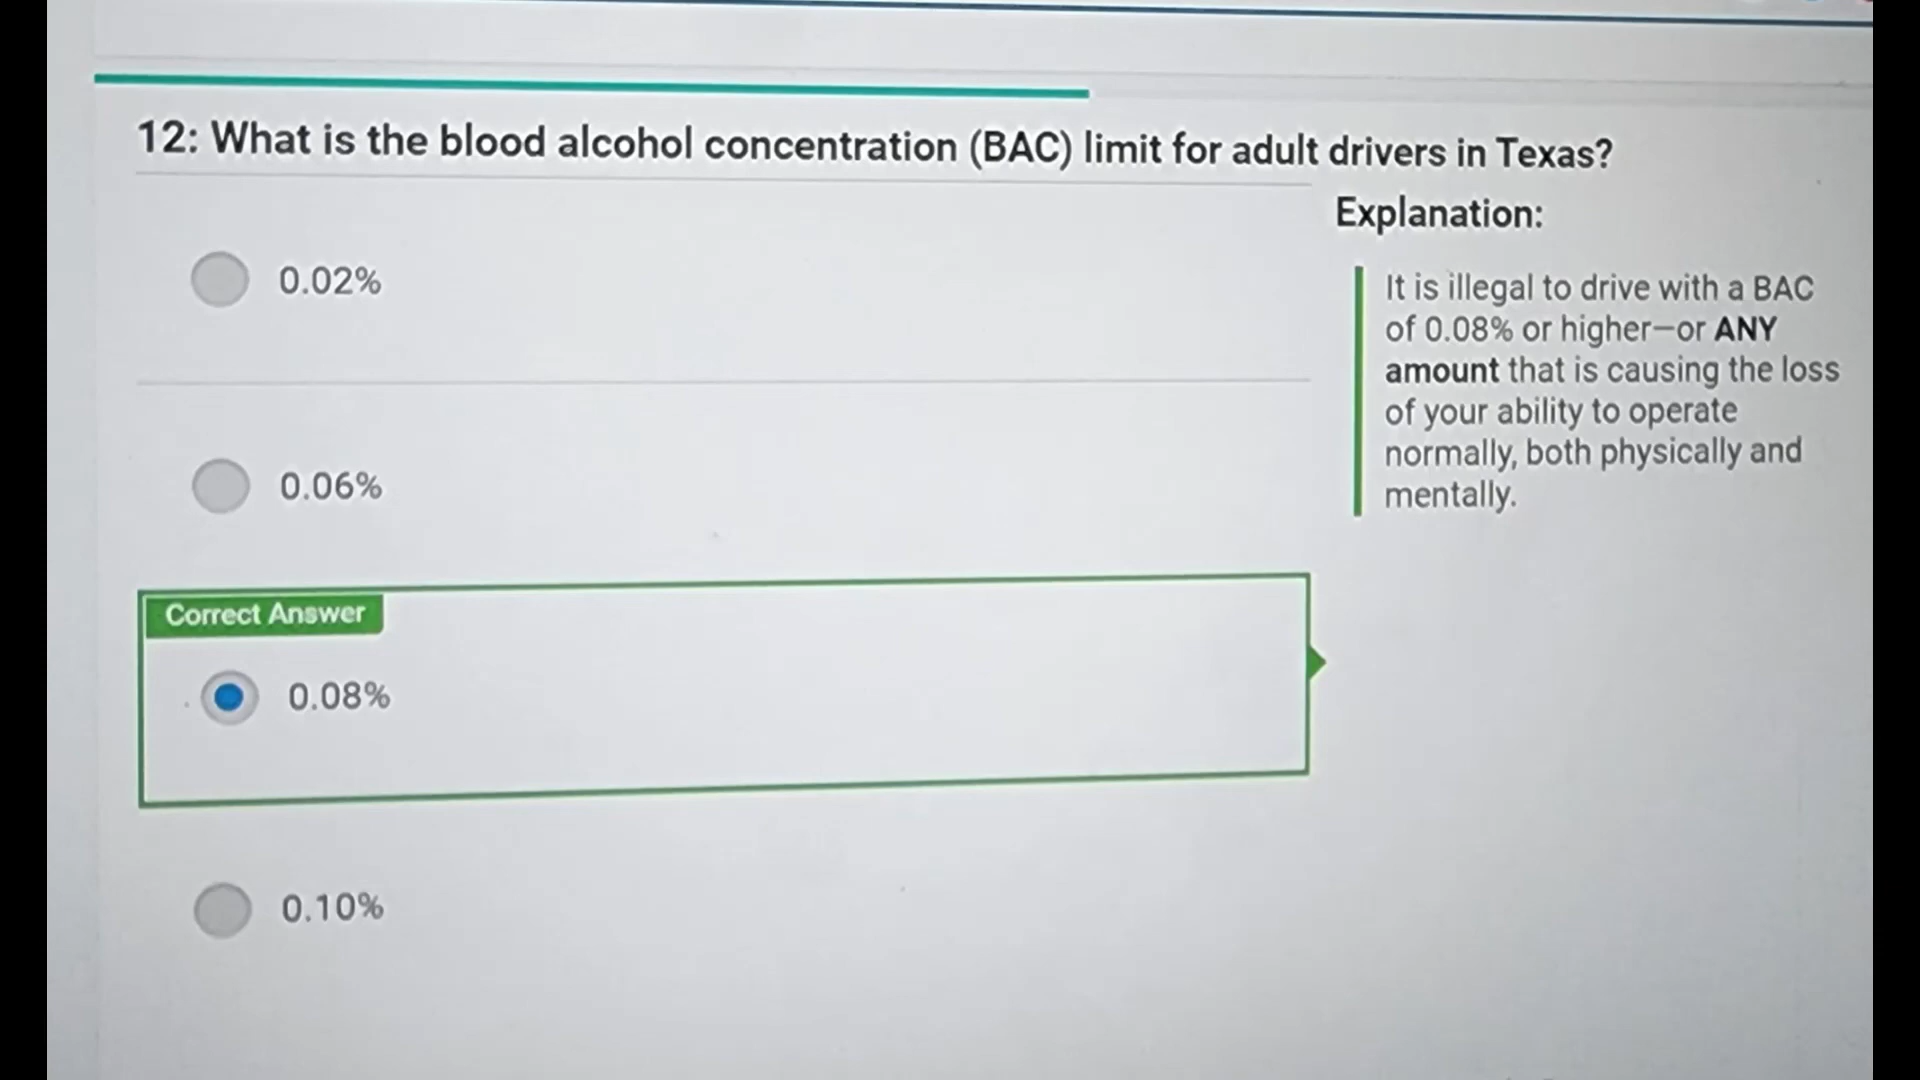 12: What is the blood alcohol concentration (BAC) limit for adult drivers in Texas?
Explanation:
0.02%
It is illegal to drive with a BAC
of 0.08% or higher—or ANY
amount that is causing the loss
of your ability to operate
normally, both physically and
mentally.
0.06%
Correct Answer
0.08%
0.10%